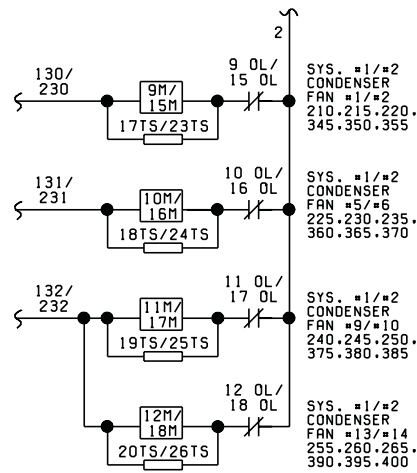 2
130/
230
9M/
15M
17TS/23TS
9 OL/
15 OL
SYS. #1/#2
CONDENSER
FAN #1/#2
210.215.220.
345.350.355
131/
231
10M/
16M
18TS/24TS
10 OL/
16 OL
SYS. #1/#2
CONDENSER
FAN #5/#6
225.230.235.
360.365.370
132/
232
11M/
17M
19TS/25TS
11 OL/
17 OL
SYS. #1/#2
CONDENSER
FAN #9/#10
240.245.250.
375.380.385
12M/
18M
20TS/26TS
12 OL/
18 OL
SYS. #1/#2
CONDENSER
FAN #13/#14
255.260.265.
390.395.400